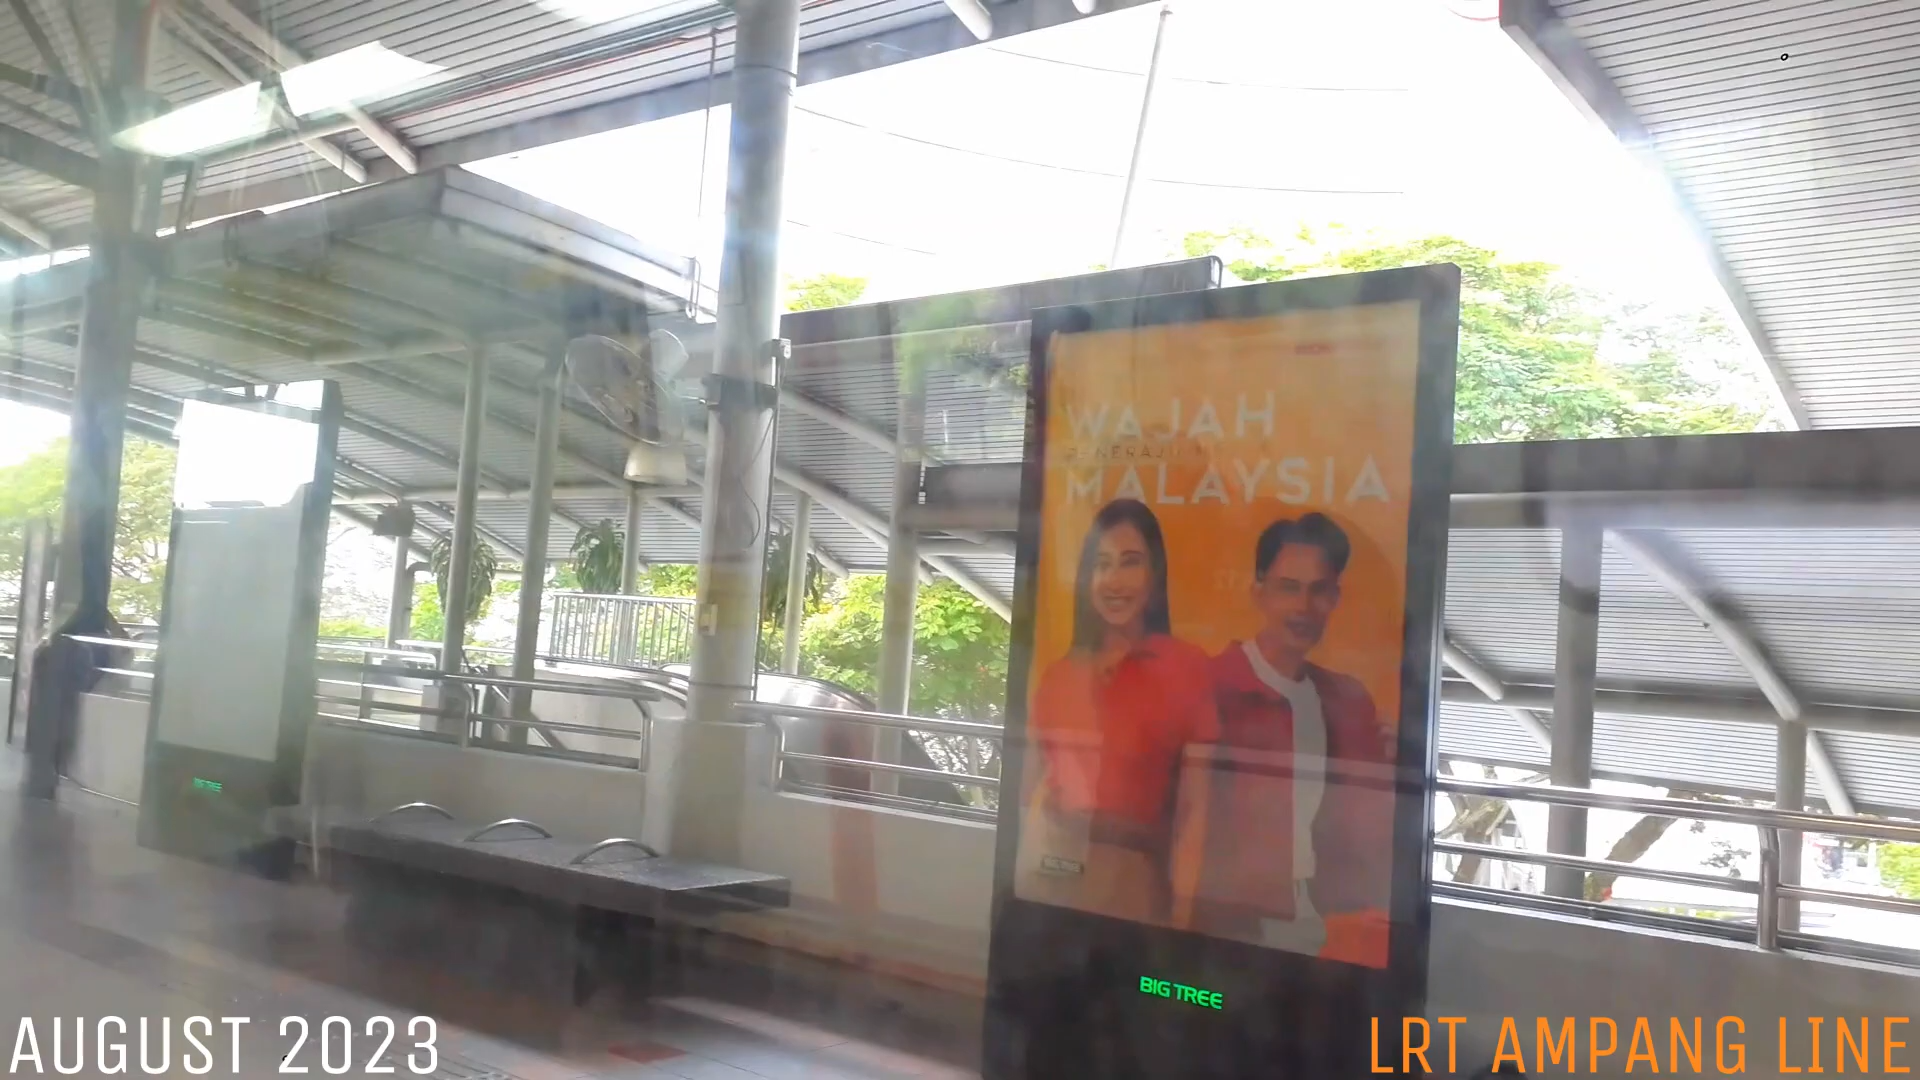 WAJAH
MALAYSIA
BIG TREE
BIG TREE
AUGUST 2023
LRT AMPANG LINE